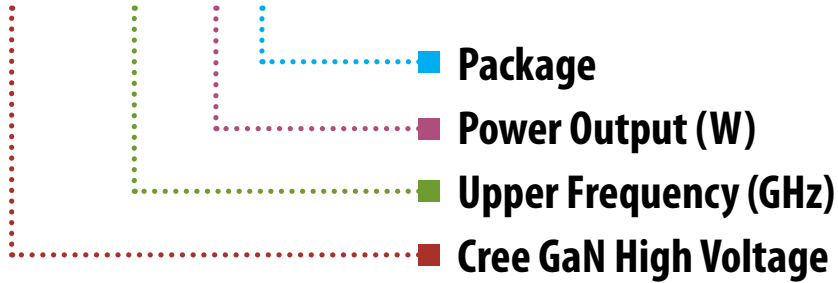 Package
Power Output (W)
Upper Frequency (GHz)
Cree GaN High Voltage